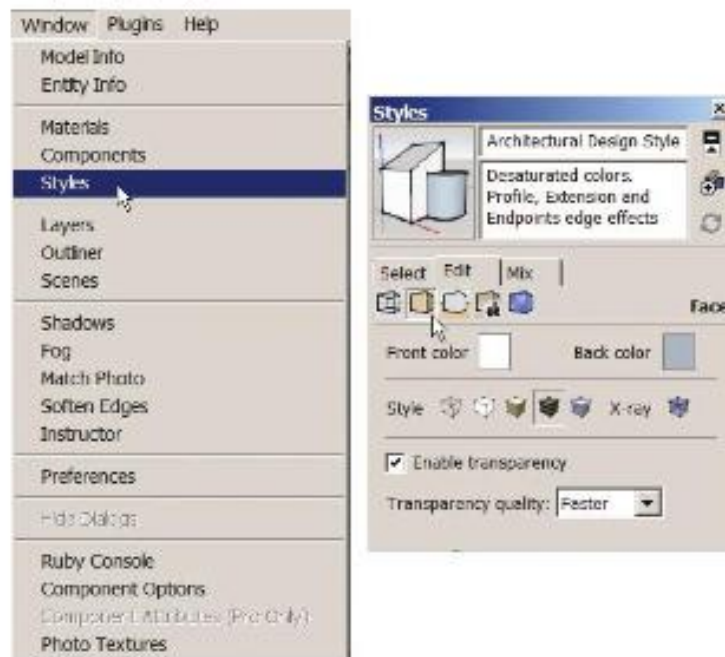 Window Plugins Help
Model Info
Entity Info
Materials
Components
Styles
Layers
Outliner
Scenes
Shadows
Fog
Match Photo
Soften Edges
Instructor
Preferences
Hide Dialogs
Ruby Console
Component Options
Component Attributes (Pro Only)
Photo Textures
Styles
Architectural Design Style
Desaturated colors.
Profile, Extension and
Endpoints edge effects
Select Edit Mix
Face
Front color Back color
Style X-ray
Enable transparency
Transparency quality: Faster